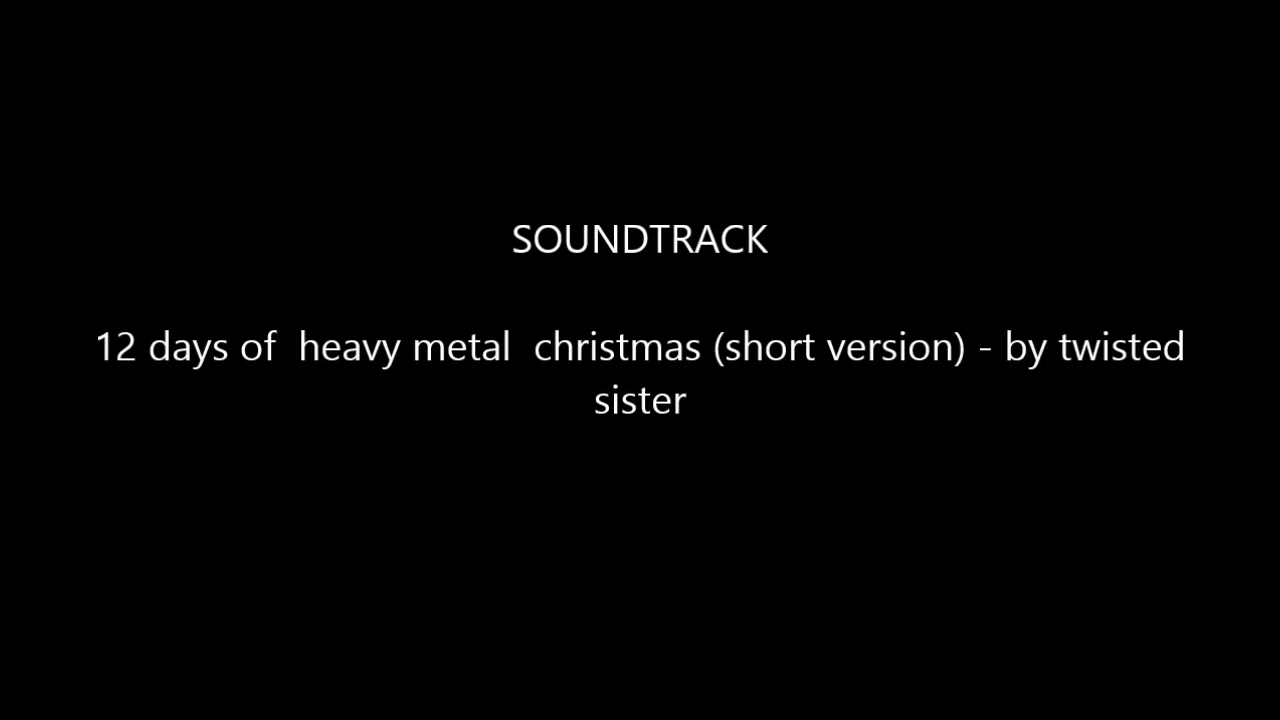 SOUNDTRACK
12 days of  heavy metal  christmas (short version) - by twisted
sister